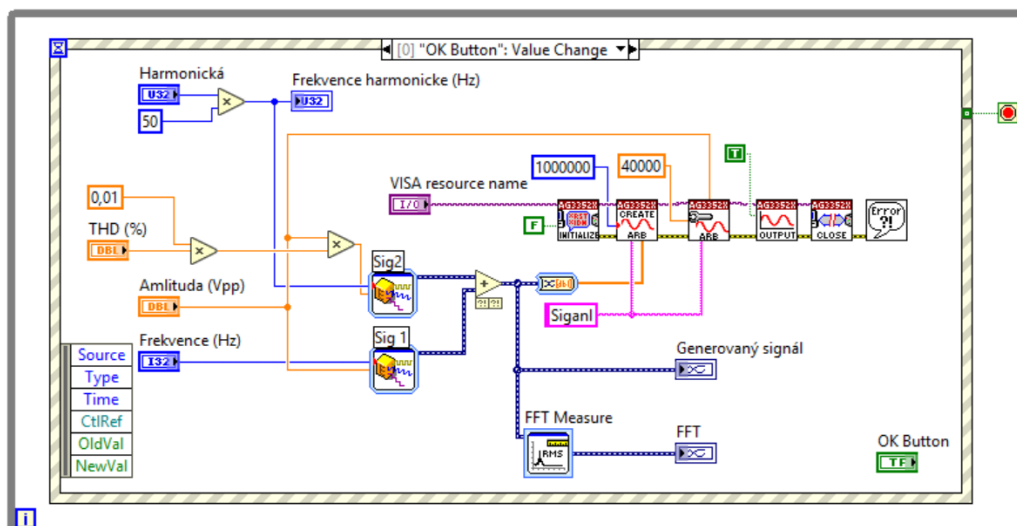 [0] "OK Button": Value Change
Harmonická
U32
50
Frekvence harmonicke (Hz)
U32
0,01
THD (%)
DBL
Amlituda (Vpp)
DBL
Frekvence (Hz)
I32
Source
Type
Time
CtlRef
OldVal
NewVal
Sig2
Sig 1
VISA resource name
I/O
F
1000000
40000
T
AG3352X
INITIALIZE
AG3352X
CREATE
ARB
AG3352X
ARB
AG3352X
OUTPUT
AG3352X
CLOSE
Error
?!
?! ?!
Siganl
Generovaný signál
FFT Measure
RMS
FFT
OK Button
TF
i